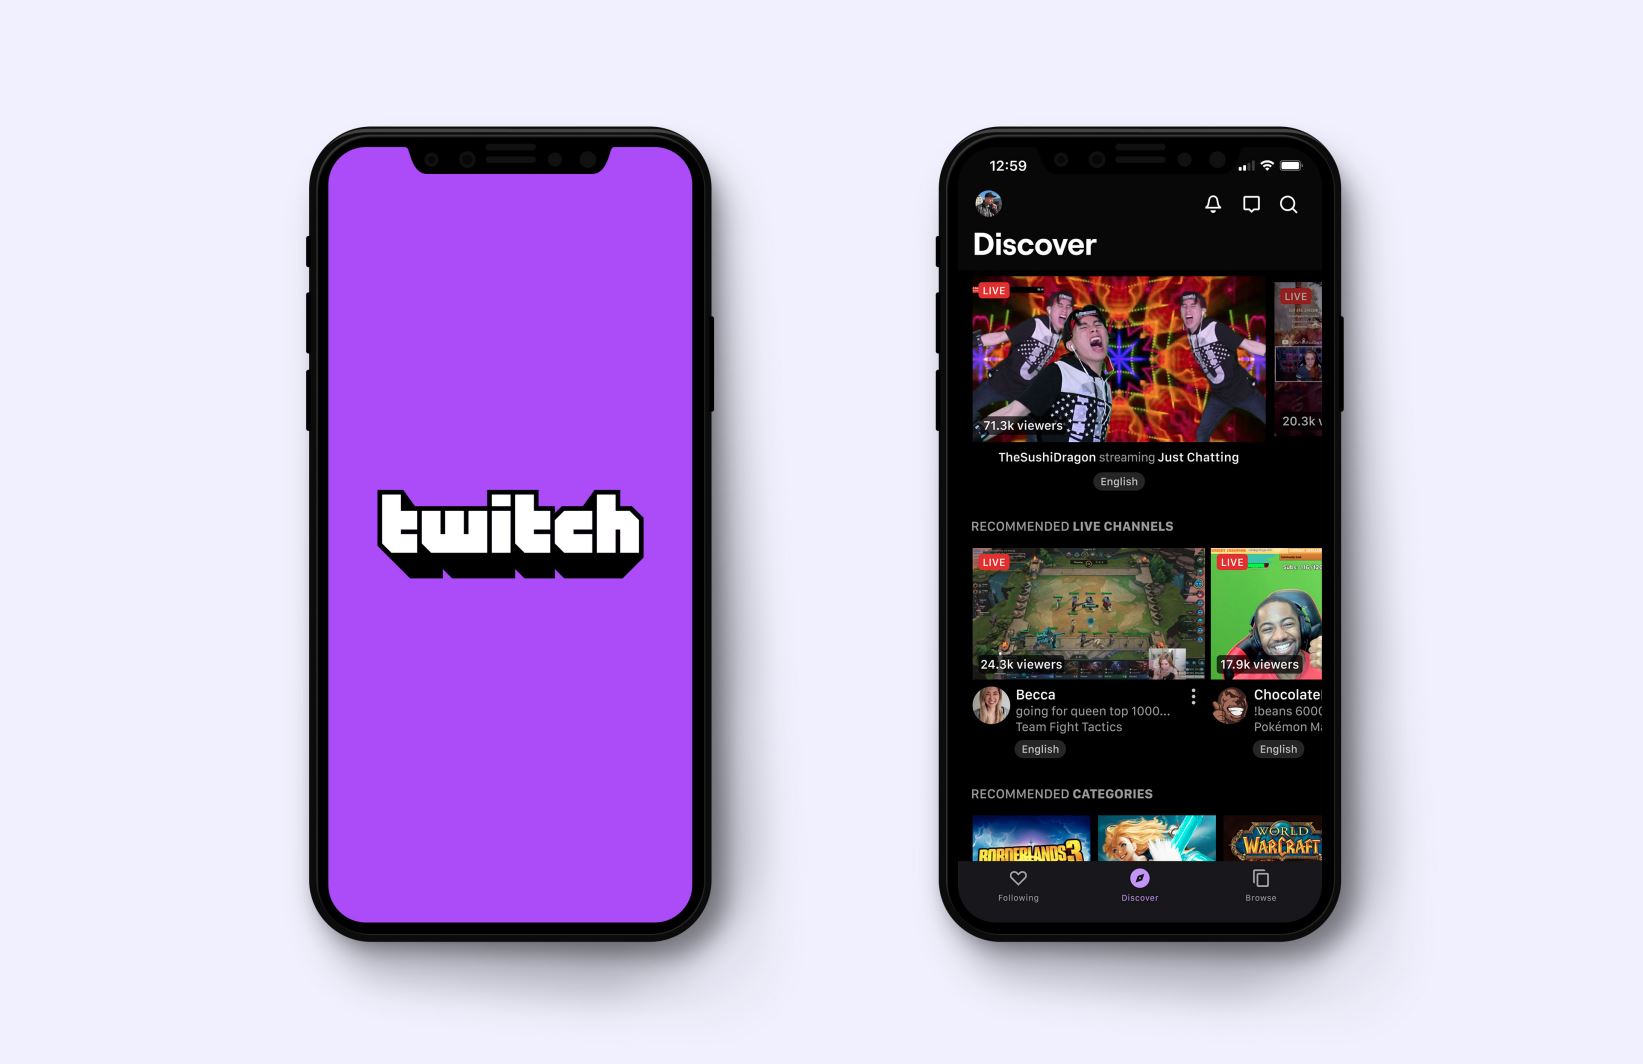 twitch
12:59
Discover
LIVE
LIVE
71.3k viewers
20.3k
TheSushiDragon streaming Just Chatting
English
RECOMMENDED LIVE CHANNELS
LIVE
LIVE
24.3k viewers
17.9k viewers
Becca
going for queen top 1000...
Team Fight Tactics
English
Chocolate
!beans 600
Pokémon
English
RECOMMENDED CATEGORIES
BORDERLANDS 3
WORLD
WARCRAFT
Following
Discover
Browse